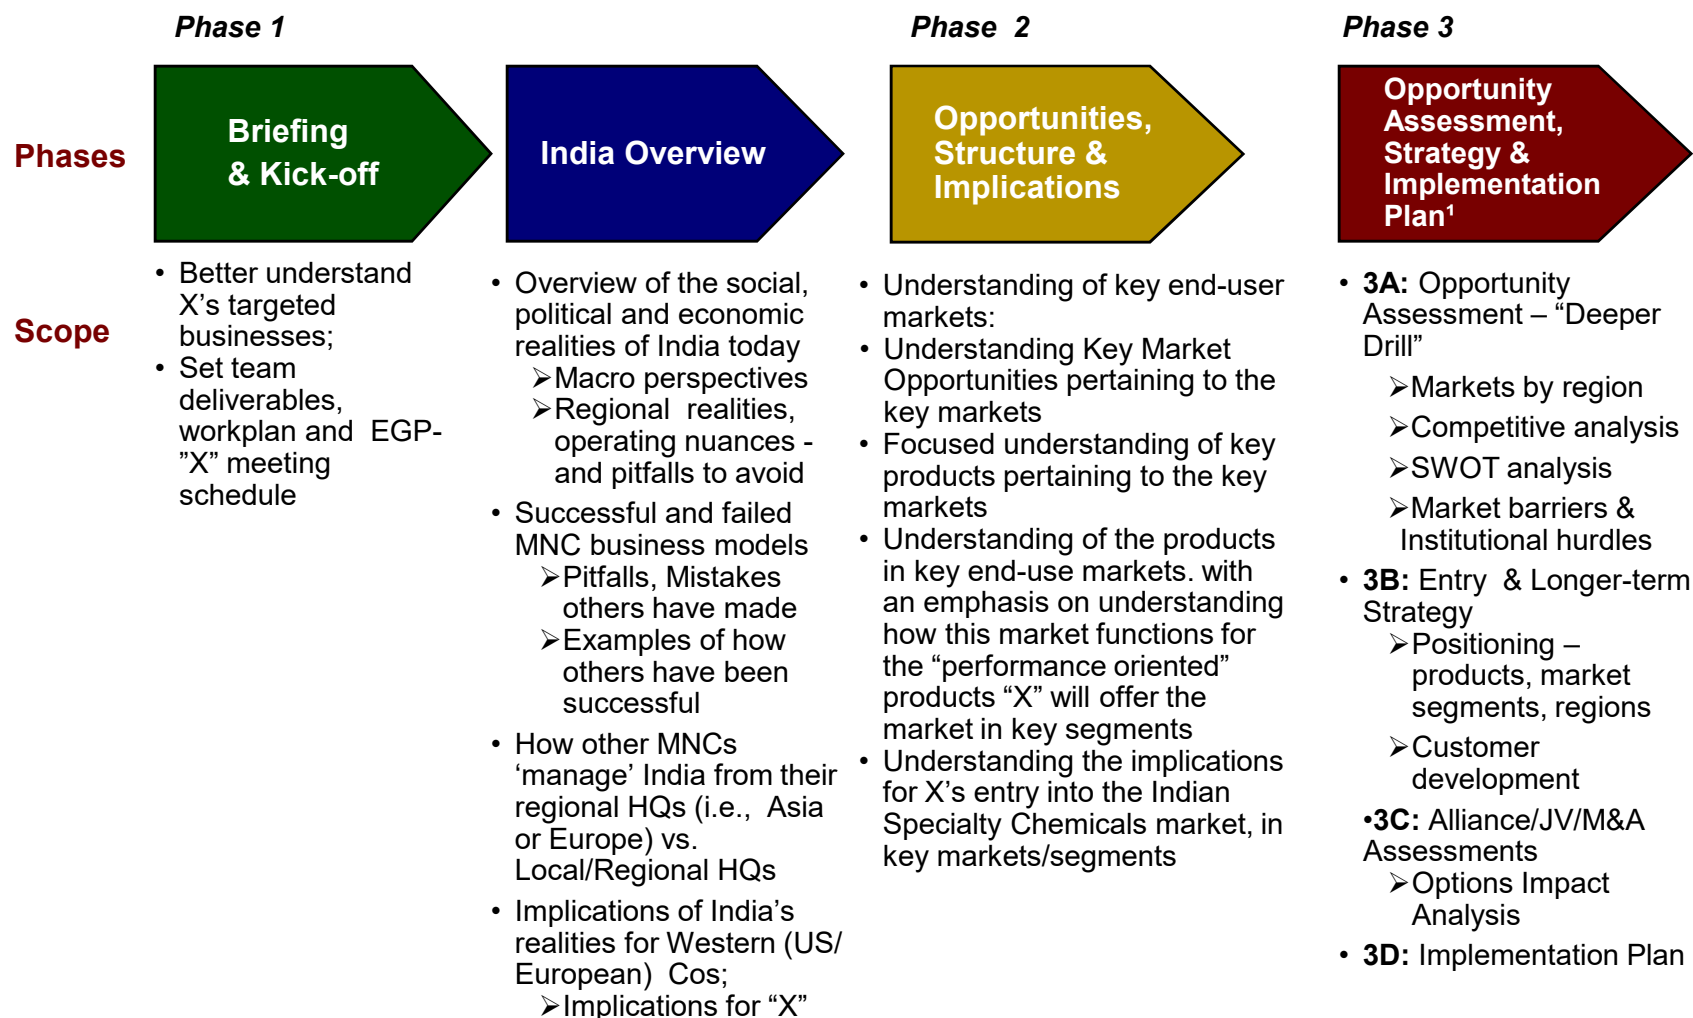 Phase 1
Phase  2
Phase 3
Phases
Briefing
& Kick-off
India Overview
Opportunities,
Structure &
Implications
Opportunity
Assessment,
Strategy &
Implementation
Plan¹
Scope
• Better understand
X’s targeted
businesses;
• Set team
deliverables,
workplan and  EGP-
”X” meeting
schedule
• Overview of the social,
political and economic
realities of India today
➢Macro perspectives
➢Regional  realities,
operating nuances -
and pitfalls to avoid
• Successful and failed
MNC business models
➢Pitfalls, Mistakes
others have made
➢Examples of how
others have been
successful
• How other MNCs
‘manage’ India from their
regional HQs (i.e.,  Asia
or Europe) vs.
Local/Regional HQs
• Implications of India’s
realities for Western (US/
European)  Cos;
➢Implications for “X”
• Understanding of key end-user
markets:
• Understanding Key Market
Opportunities pertaining to the
key markets
• Focused understanding of key
products pertaining to the key
markets
• Understanding of the products
in key end-use markets. with
an emphasis on understanding
how this market functions for
the “performance oriented”
products “X” will offer the
market in key segments
• Understanding the implications
for X’s entry into the Indian
Specialty Chemicals market, in
key markets/segments
• 3A: Opportunity
Assessment – “Deeper
Drill”
➢Markets by region
➢Competitive analysis
➢SWOT analysis
➢Market barriers &
Institutional hurdles
• 3B: Entry  & Longer-term
Strategy
➢Positioning –
products, market
segments, regions
➢Customer
development
•3C: Alliance/JV/M&A
Assessments
➢Options Impact
Analysis
• 3D: Implementation Plan